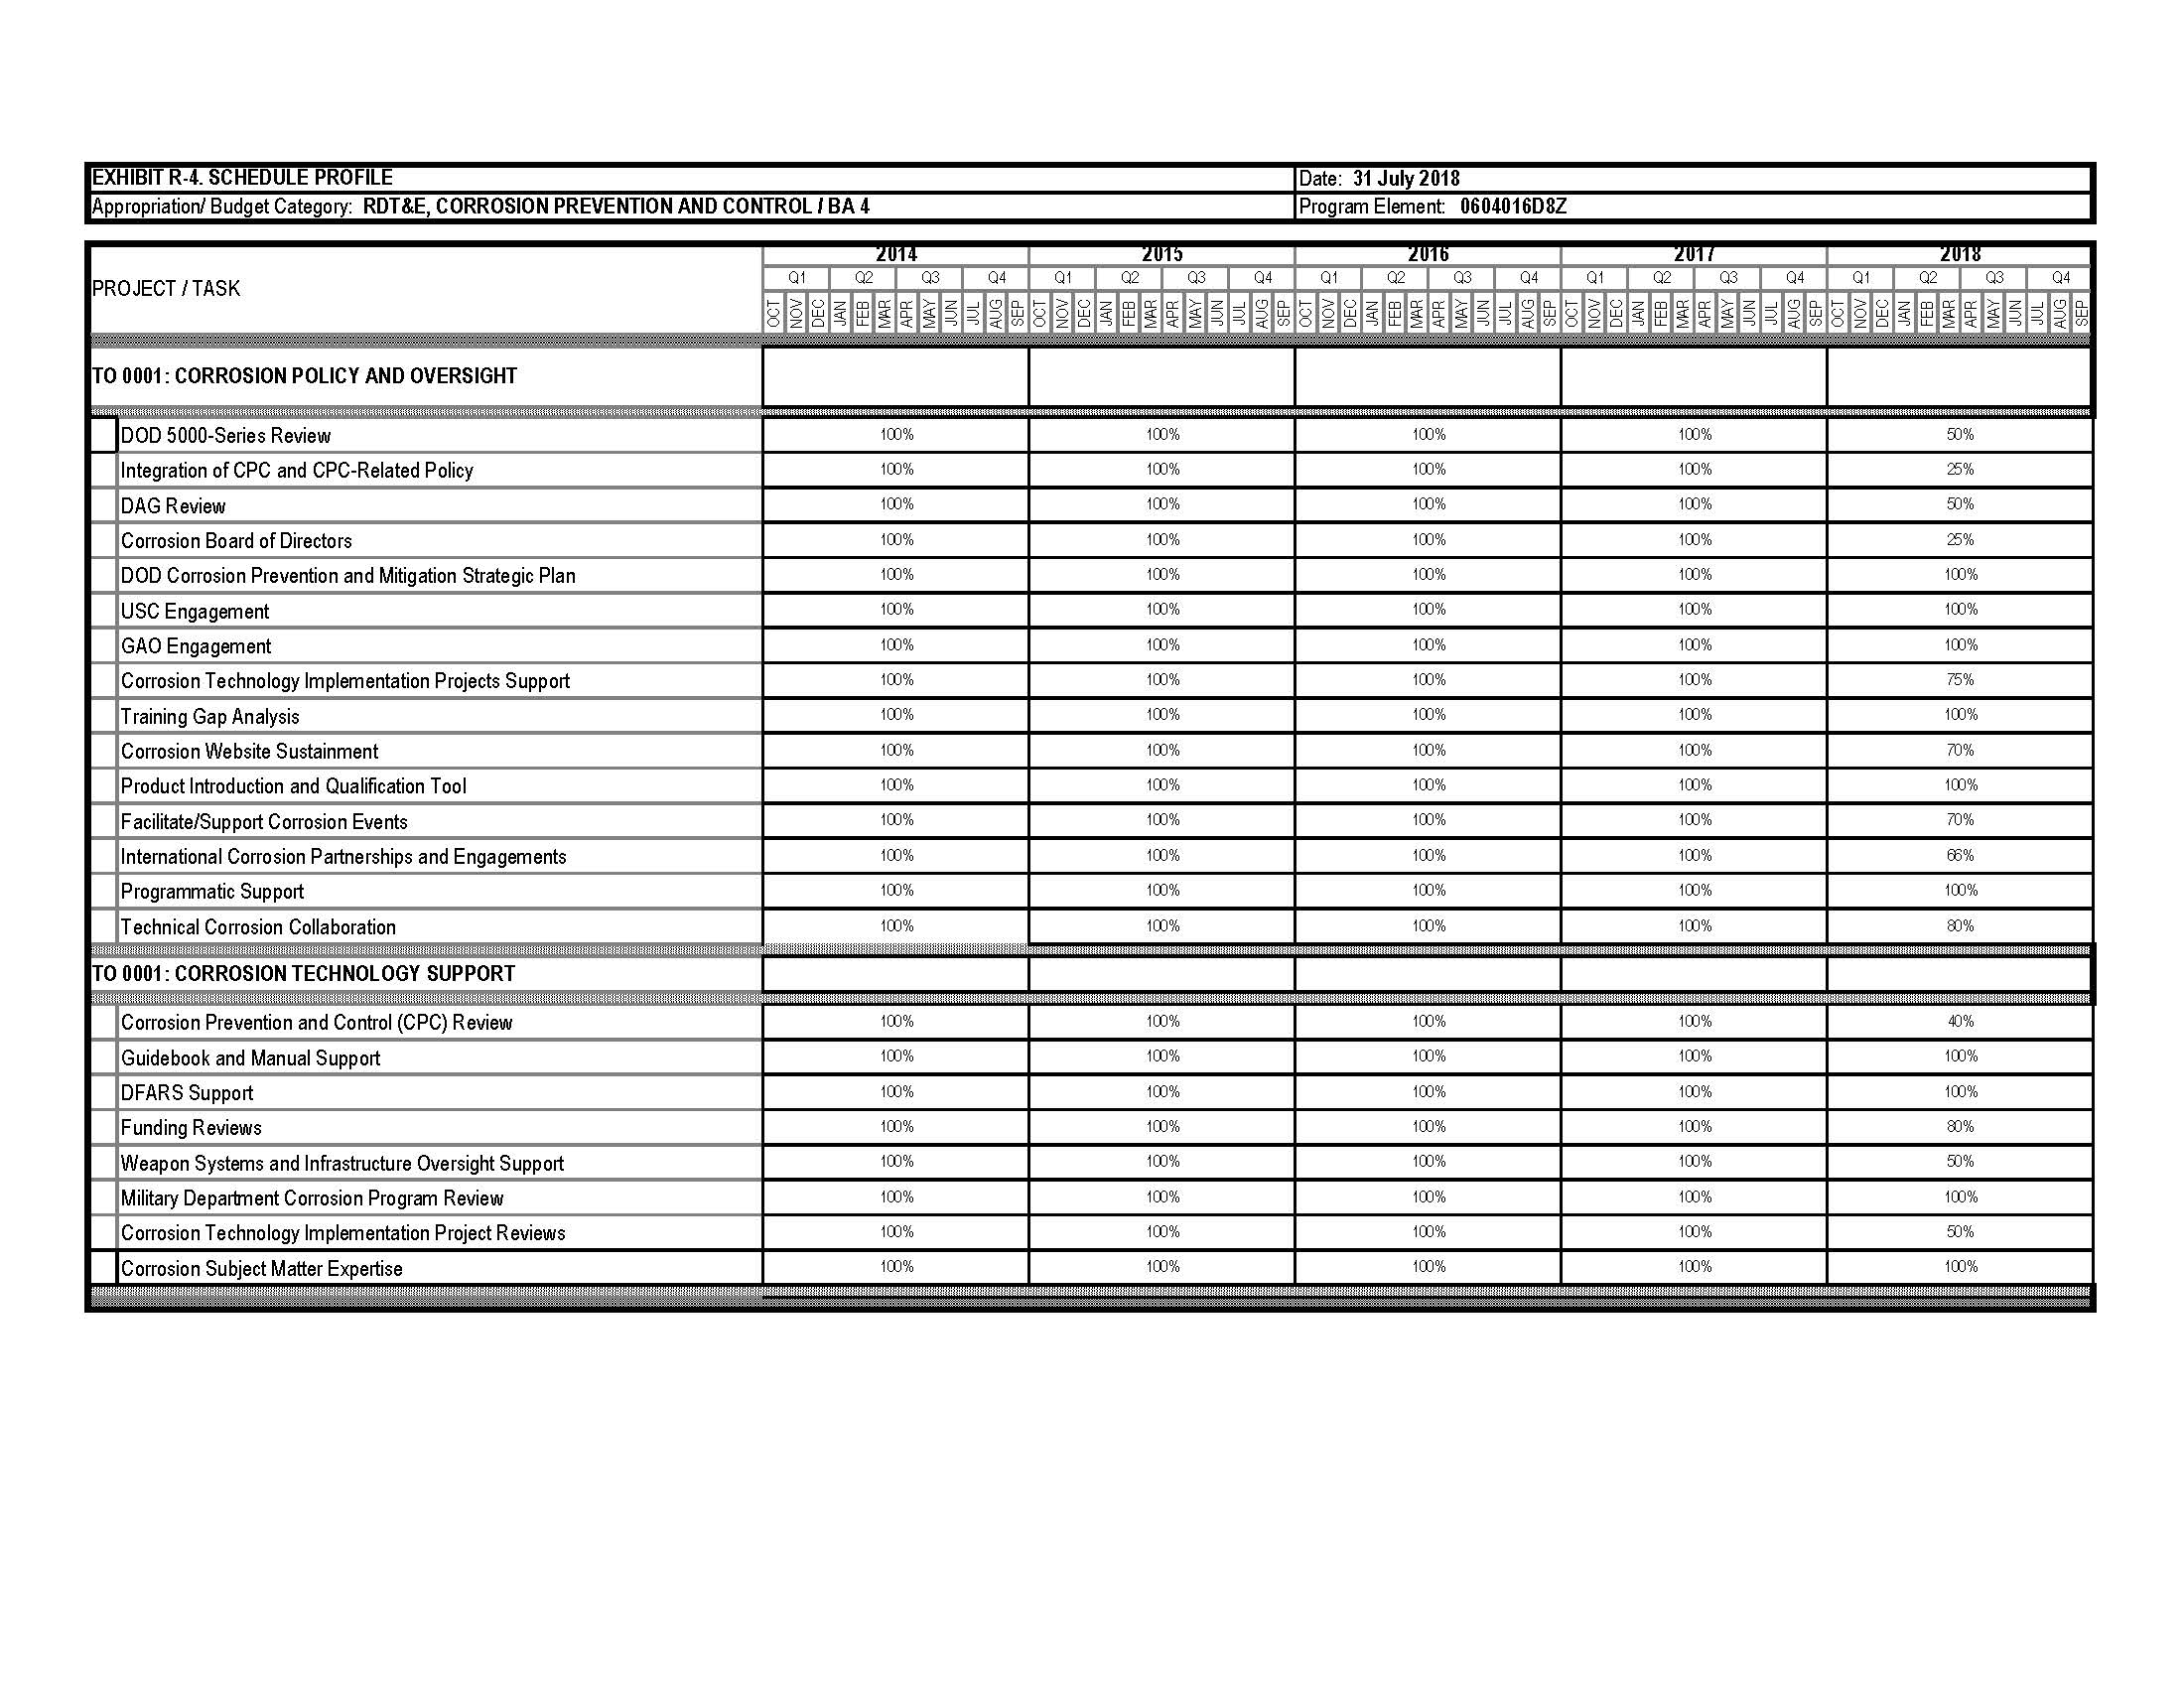 EXHIBIT R-4. SCHEDULE PROFILE Date: 31 July 2018
Appropriation/ Budget Category: RDT&E, CORROSION PREVENTION AND CONTROL / BA 4 Program Element: 0604016D8Z
2014 2015 2016 2017 2018
PROJECT / TASK
Q1 Q2 Q3 Q4 Q1 Q2 Q3 Q4 Q1 Q2 Q3 Q4 Q1 Q2 Q3 Q4 Q1 Q2 Q3 Q4
OCT NOV DEC JAN FEB MAR APR MAY JUN JUL AUG SEP OCT NOV DEC JAN FEB MAR APR MAY JUN JUL AUG SEP OCT NOV DEC JAN FEB MAR APR MAY JUN JUL AUG SEP OCT NOV DEC JAN FEB MAR APR MAY JUN JUL AUG SEP OCT NOV DEC JAN FEB MAR APR MAY JUN JUL AUG SEP
TO 0001: CORROSION POLICY AND OVERSIGHT
DOD 5000-Series Review 100% 100% 100% 100% 50%
Integration of CPC and CPC-Related Policy 100% 100% 100% 100% 25%
DAG Review 100% 100% 100% 100% 50%
Corrosion Board of Directors 100% 100% 100% 100% 25%
DOD Corrosion Prevention and Mitigation Strategic Plan 100% 100% 100% 100% 100%
USC Engagement 100% 100% 100% 100% 100%
GAO Engagement 100% 100% 100% 100% 100%
Corrosion Technology Implementation Projects Support 100% 100% 100% 100% 75%
Training Gap Analysis 100% 100% 100% 100% 100%
Corrosion Website Sustainment 100% 100% 100% 100% 70%
Product Introduction and Qualification Tool 100% 100% 100% 100% 100%
Facilitate/Support Corrosion Events 100% 100% 100% 100% 70%
International Corrosion Partnerships and Engagements 100% 100% 100% 100% 66%
Programmatic Support 100% 100% 100% 100% 100%
Technical Corrosion Collaboration 100% 100% 100% 100% 80%
TO 0001: CORROSION TECHNOLOGY SUPPORT
Corrosion Prevention and Control (CPC) Review 100% 100% 100% 100% 40%
Guidebook and Manual Support 100% 100% 100% 100% 100%
DFARS Support 100% 100% 100% 100% 100%
Funding Reviews 100% 100% 100% 100% 80%
Weapon Systems and Infrastructure Oversight Support 100% 100% 100% 100% 50%
Military Department Corrosion Program Review 100% 100% 100% 100% 100%
Corrosion Technology Implementation Project Reviews 100% 100% 100% 100% 50%
Corrosion Subject Matter Expertise 100% 100% 100% 100% 100%